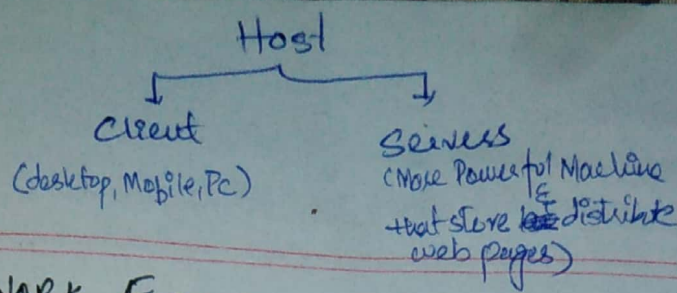 Host
Client
Servers
(desktop, Mobile, Pc)
(More Powerful Machine
that store & distribute
web pages)